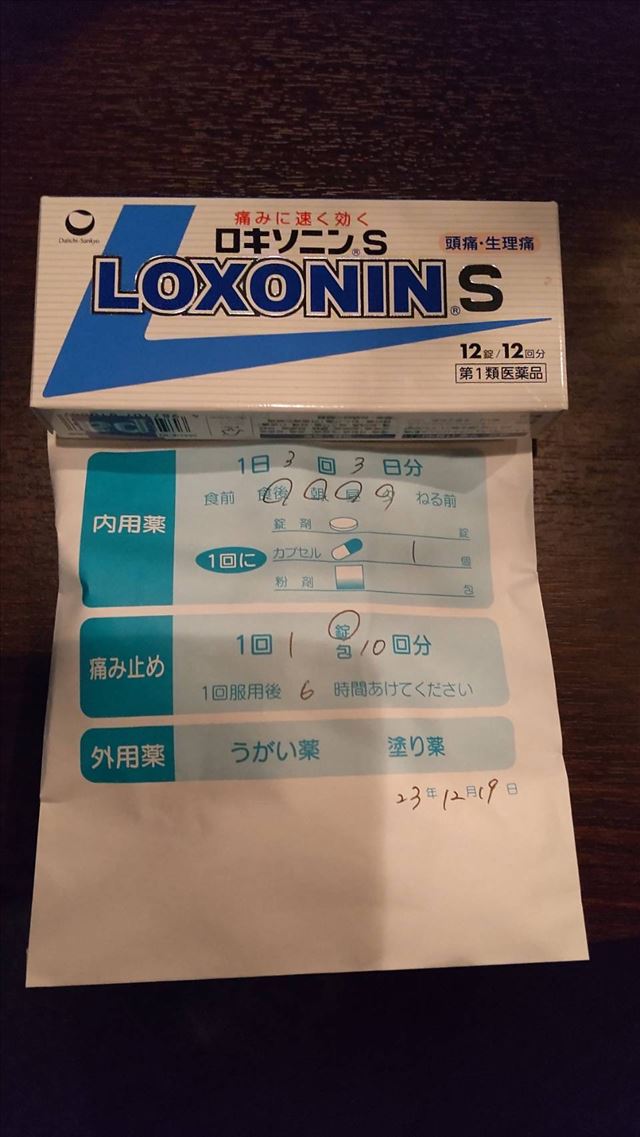 Daiichi-Sankyo
痛みに速く効く
ロキソニン®S
頭痛・生理痛
LOXONIN®S
12錠/12回分
第1類医薬品
内用薬
1日3回3日分
食前 食後 朝 昼 夕 ねる前
1回に
錠剤 錠
カプセル 1 個
粉剤 包
痛み止め
1回1錠包10回分
1回服用後 6 時間あけてください
外用薬
うがい薬 塗り薬
23年12月19日